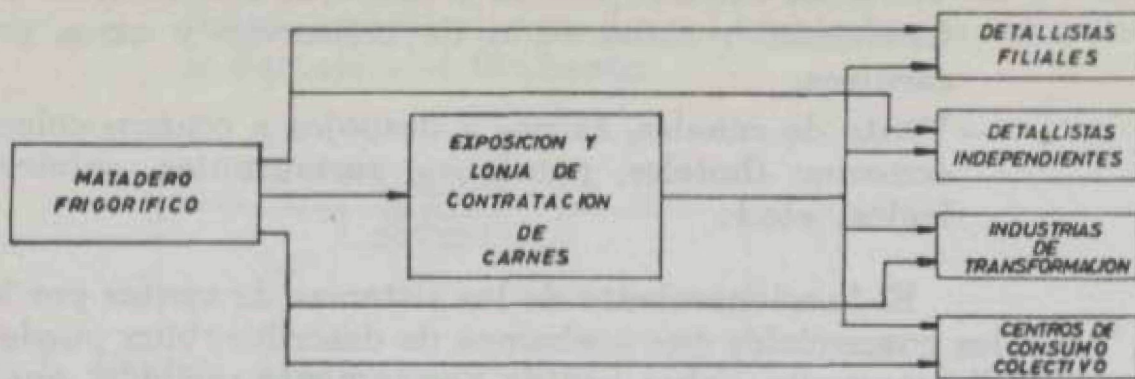 MATADERO
FRIGORIFICO
EXPOSICION Y
LONJA DE
CONTRATACION
DE
CARNES
DETALLISTAS
FILIALES
DETALLISTAS
INDEPENDIENTES
INDUSTRIAS
DE
TRANSFORMACION
CENTROS DE
CONSUMO
COLECTIVO